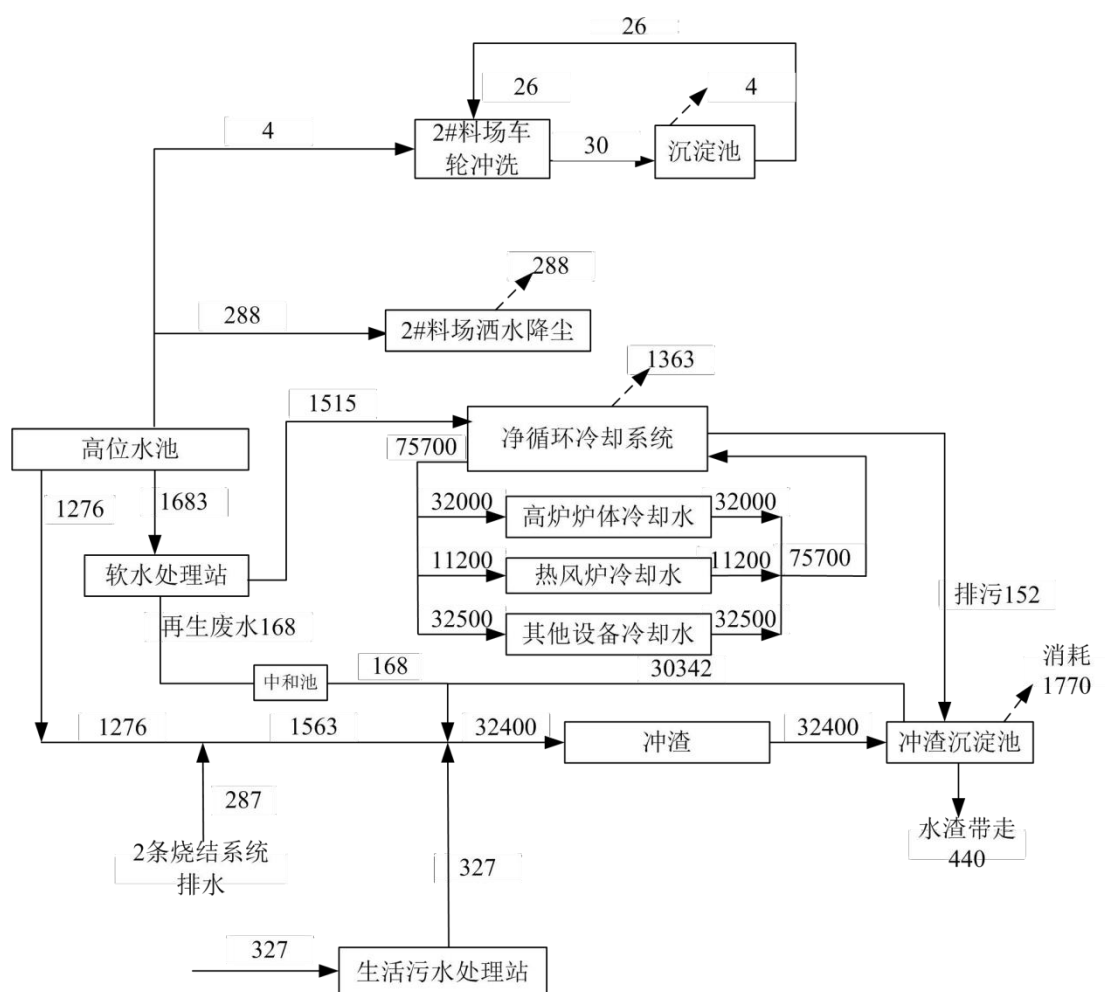 26
26
4
4
2#料场车
轮冲洗
30
沉淀池
288
288
2#料场洒水降尘
1363
1515
净循环冷却系统
75700
高位水池
1276
1683
32000
高炉炉体冷却水
32000
11200
热风炉冷却水
11200
75700
软水处理站
32500
其他设备冷却水
32500
排污152
再生废水168
中和池
168
30342
消耗
1770
1276
1563
32400
冲渣
32400
冲渣沉淀池
287
2条烧结系统
排水
327
水渣带走
440
327
生活污水处理站